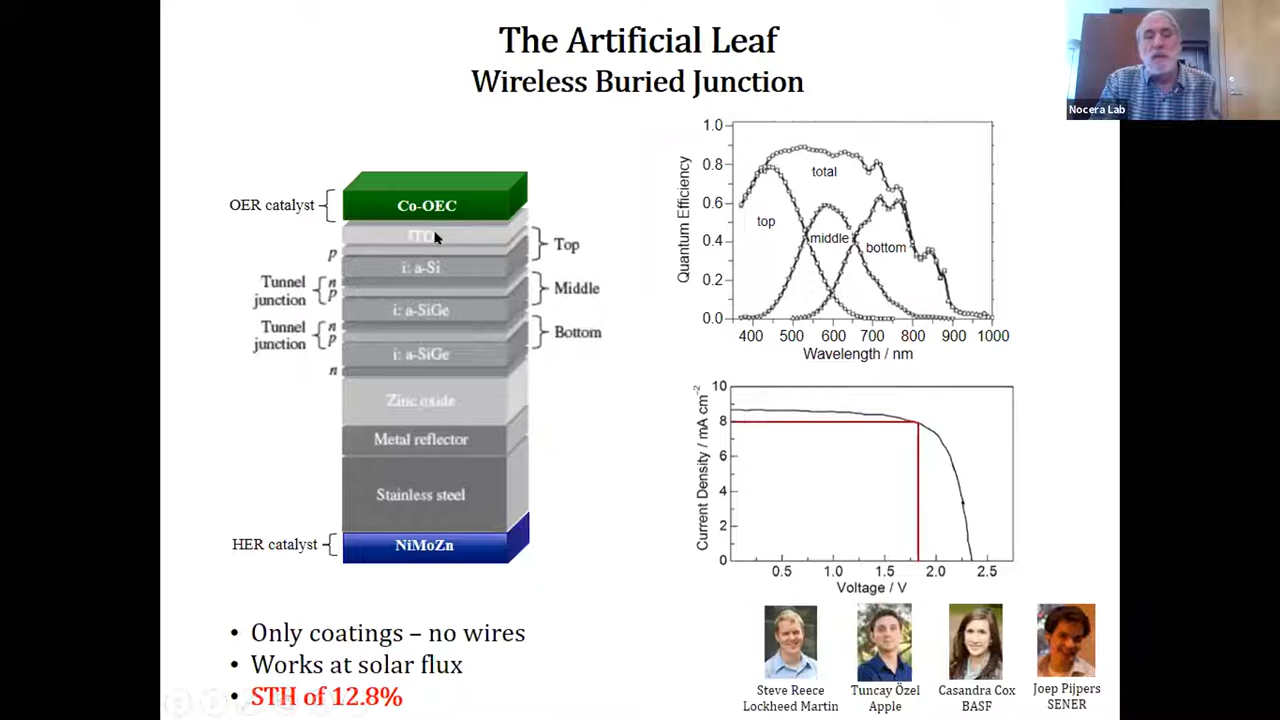 The Artificial Leaf
Wireless Buried Junction
Nocera Lab
OER catalyst
Co-OEC
ITO
Top
p
i: a-Si
Tunnel
junction
n
p
Middle
i: a-SiGe
Tunnel
junction
n
p
Bottom
i: a-SiGe
n
Zinc oxide
Metal reflector
Stainless steel
HER catalyst
NiMoZn
Quantum Efficiency
1.0
0.8
0.6
0.4
0.2
0.0
total
top
middle
bottom
400 500 600 700 800 900 1000
Wavelength / nm
Current Density / mA cm⁻²
10
8
6
4
2
0
0.5 1.0 1.5 2.0 2.5
Voltage / V
• Only coatings – no wires
• Works at solar flux
• STH of 12.8%
Steve Reece
Lockheed Martin
Tuncay Özel
Apple
Casandra Cox
BASF
Joep Pijpers
SENER